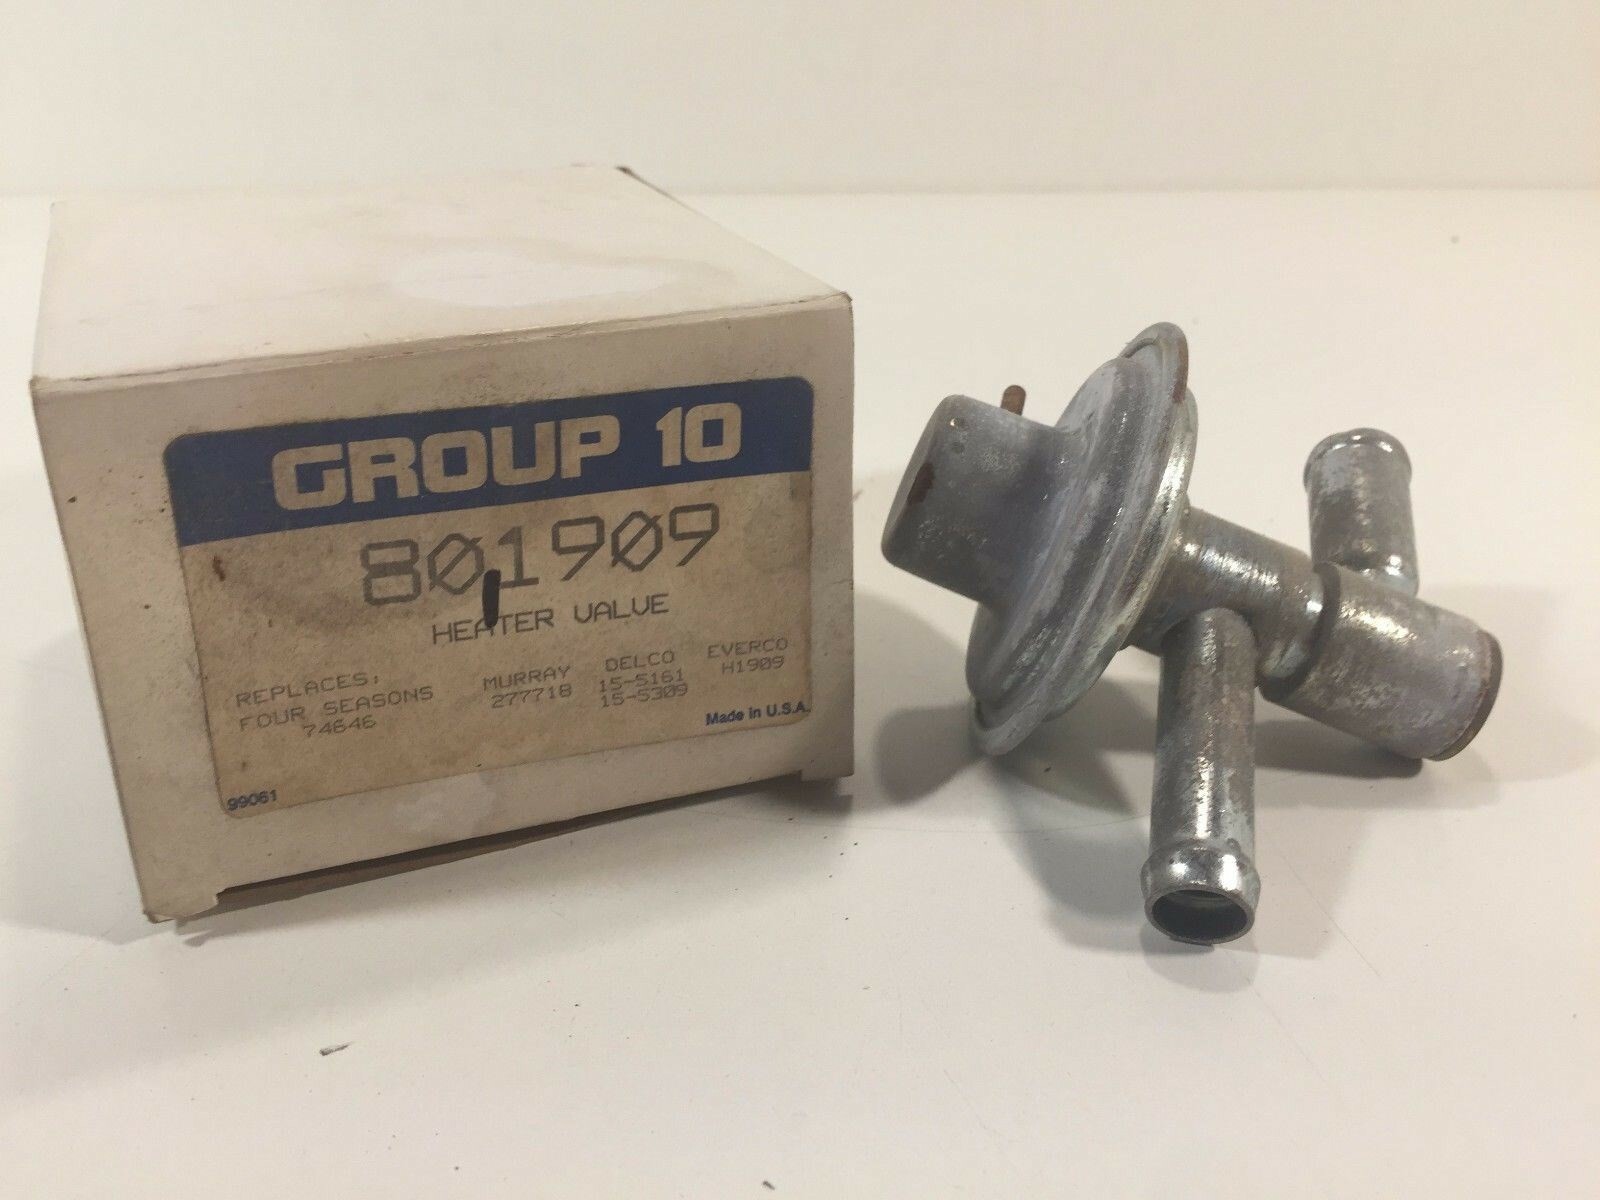 GROUP 10
801909
HEATER VALVE
REPLACES: MURRAY DELCO EVERCO
FOUR SEASONS 277718 15-5161 H1909
74646 15-5309
Made in U.S.A.
99061